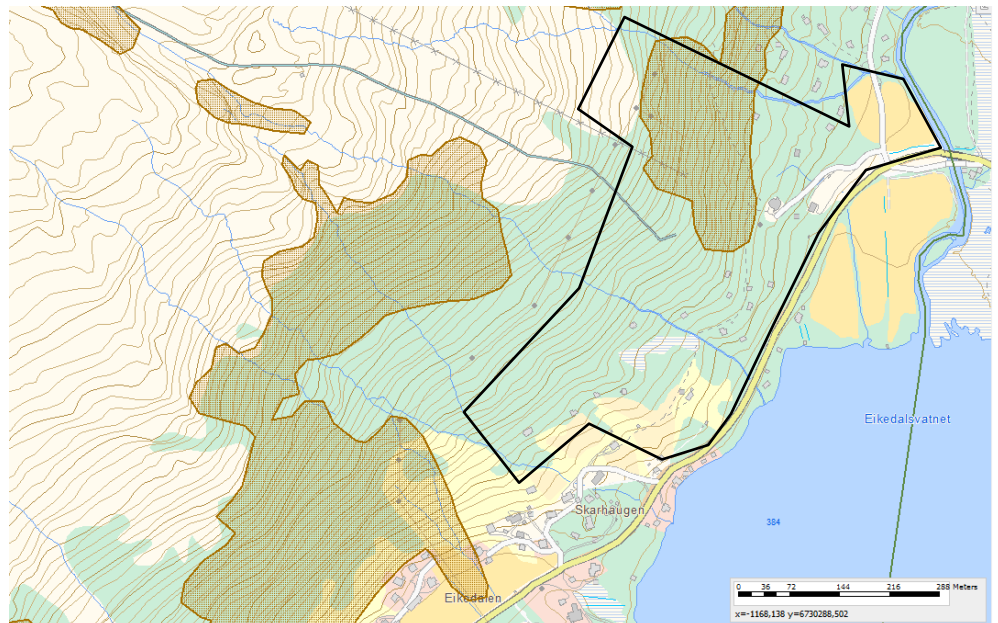 Eikedalsvatnet
Skarhaugen
384
Eikedalen
0 36 72 144 216 288 Meters
x=-1168,138 y=6730288,502